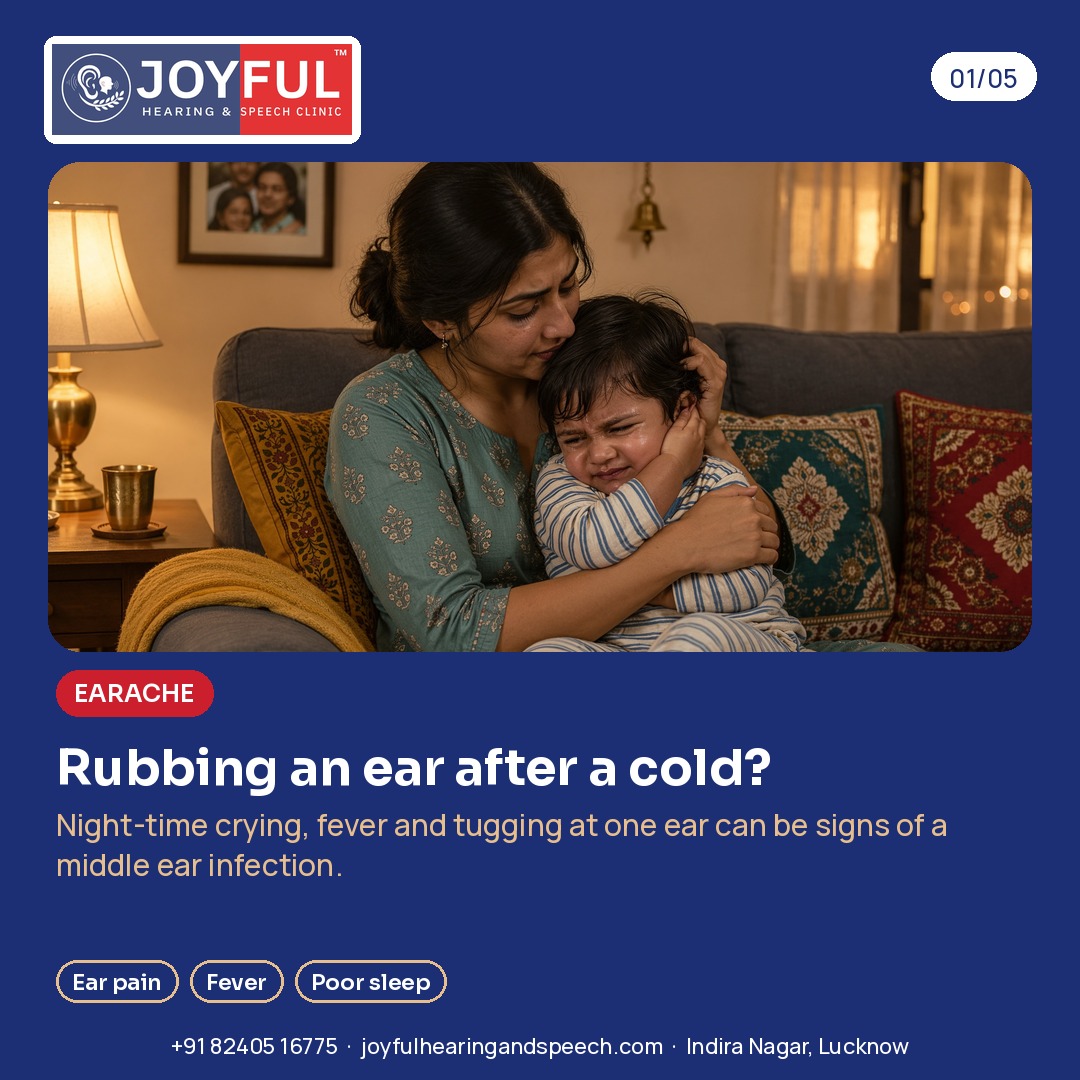 JOYFUL™
HEARING & SPEECH CLINIC
01/05
EARACHE
Rubbing an ear after a cold?
Night-time crying, fever and tugging at one ear can be signs of a
middle ear infection.
Ear pain
Fever
Poor sleep
+91 82405 16775 · joyfulhearingandspeech.com · Indira Nagar, Lucknow